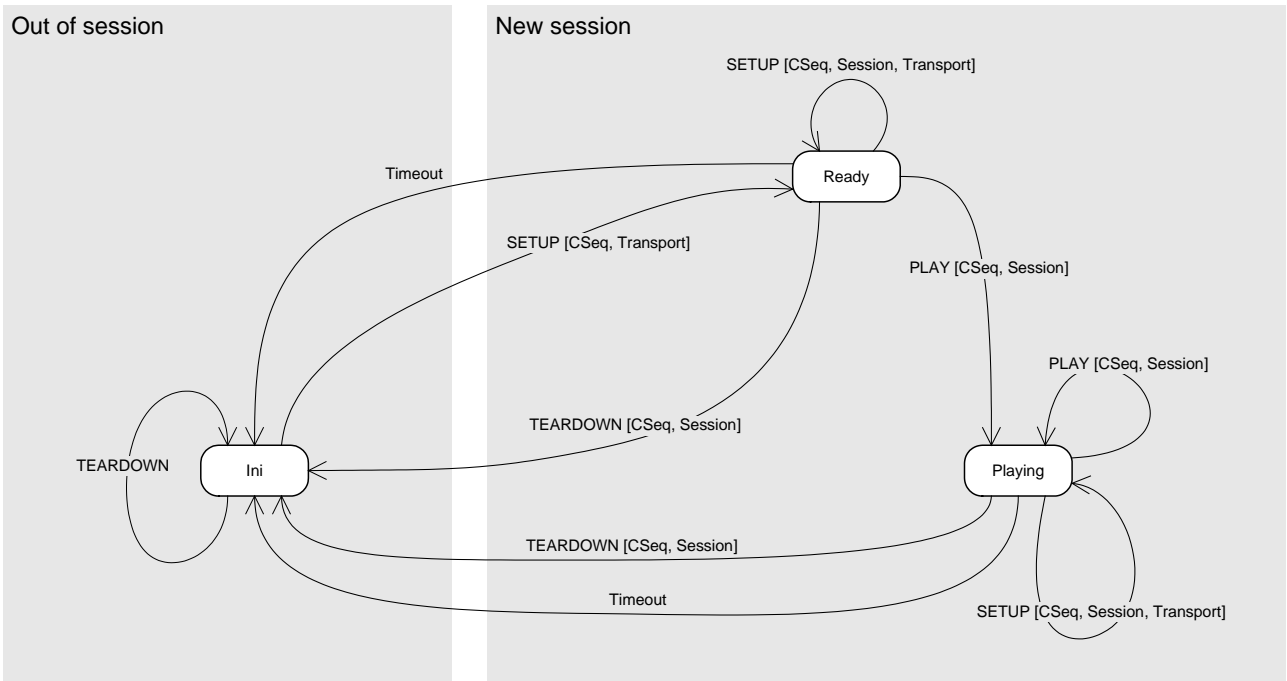 Out of session
New session
SETUP [CSeq, Session, Transport]
Timeout
Ready
SETUP [CSeq, Transport]
PLAY [CSeq, Session]
PLAY [CSeq, Session]
TEARDOWN [CSeq, Session]
TEARDOWN
Ini
Playing
TEARDOWN [CSeq, Session]
Timeout
SETUP [CSeq, Session, Transport]